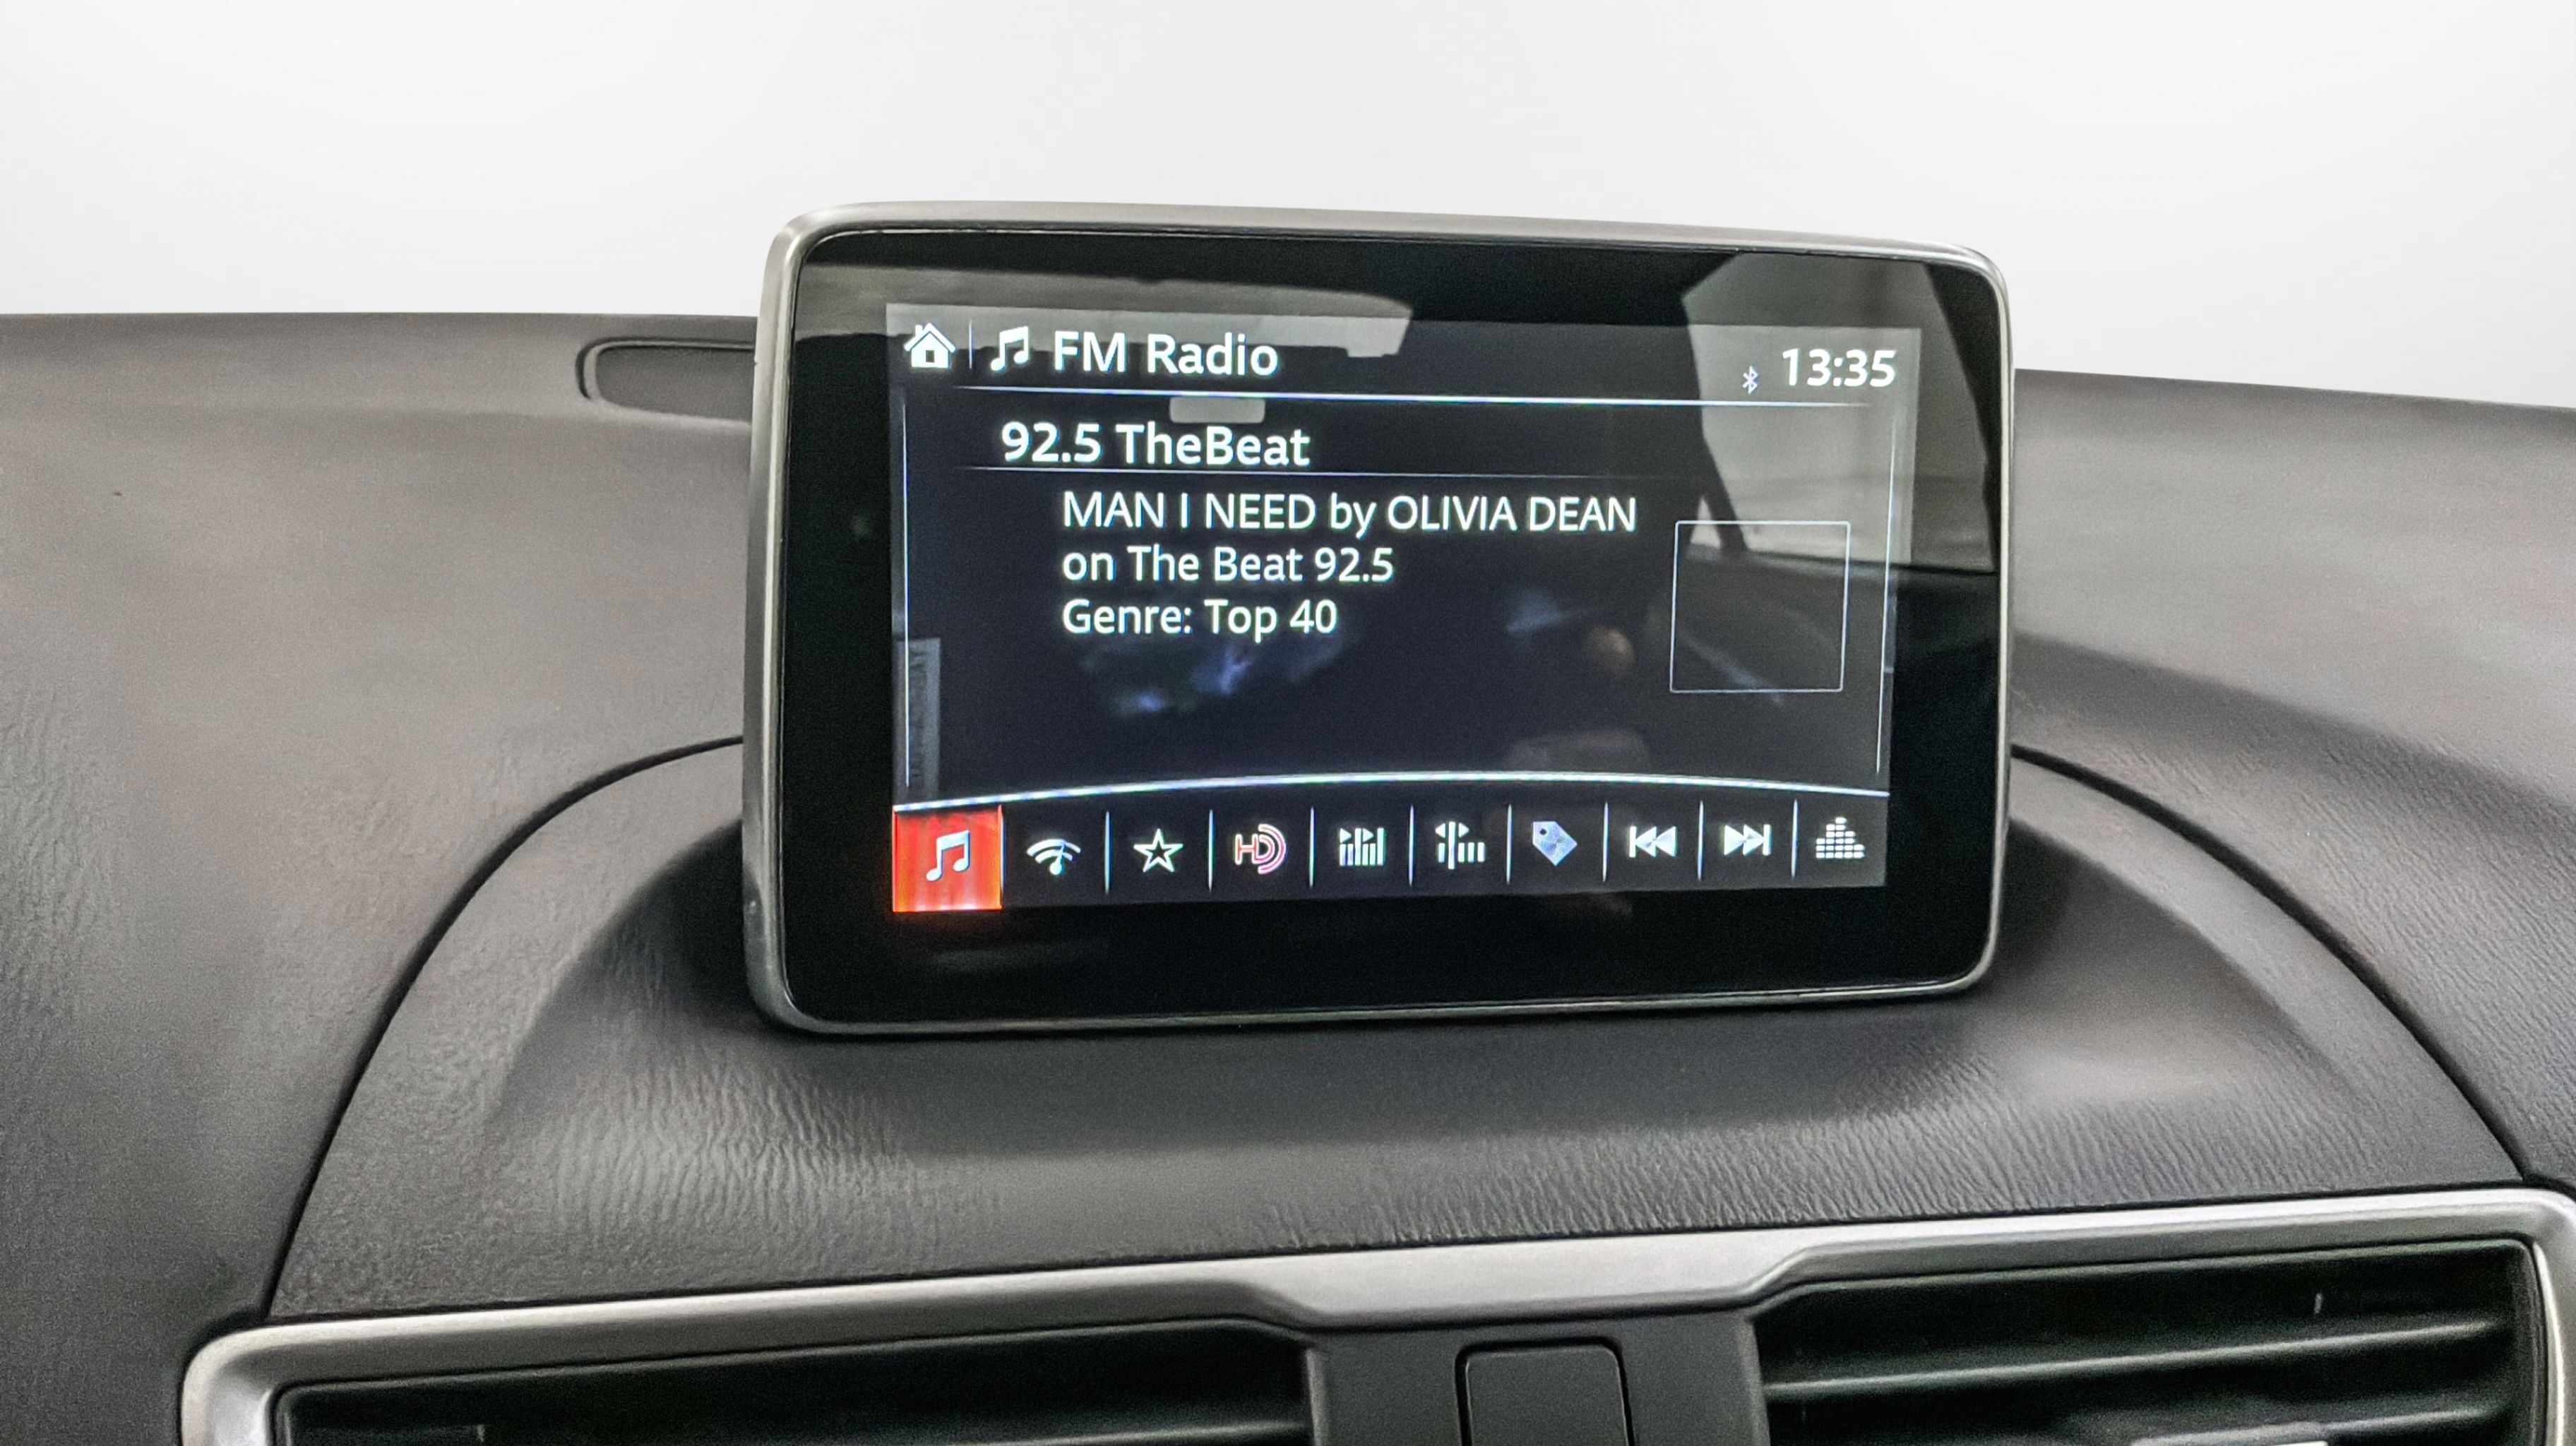 FM Radio
13:35
92.5 TheBeat
MAN I NEED by OLIVIA DEAN
on The Beat 92.5
Genre: Top 40
HD